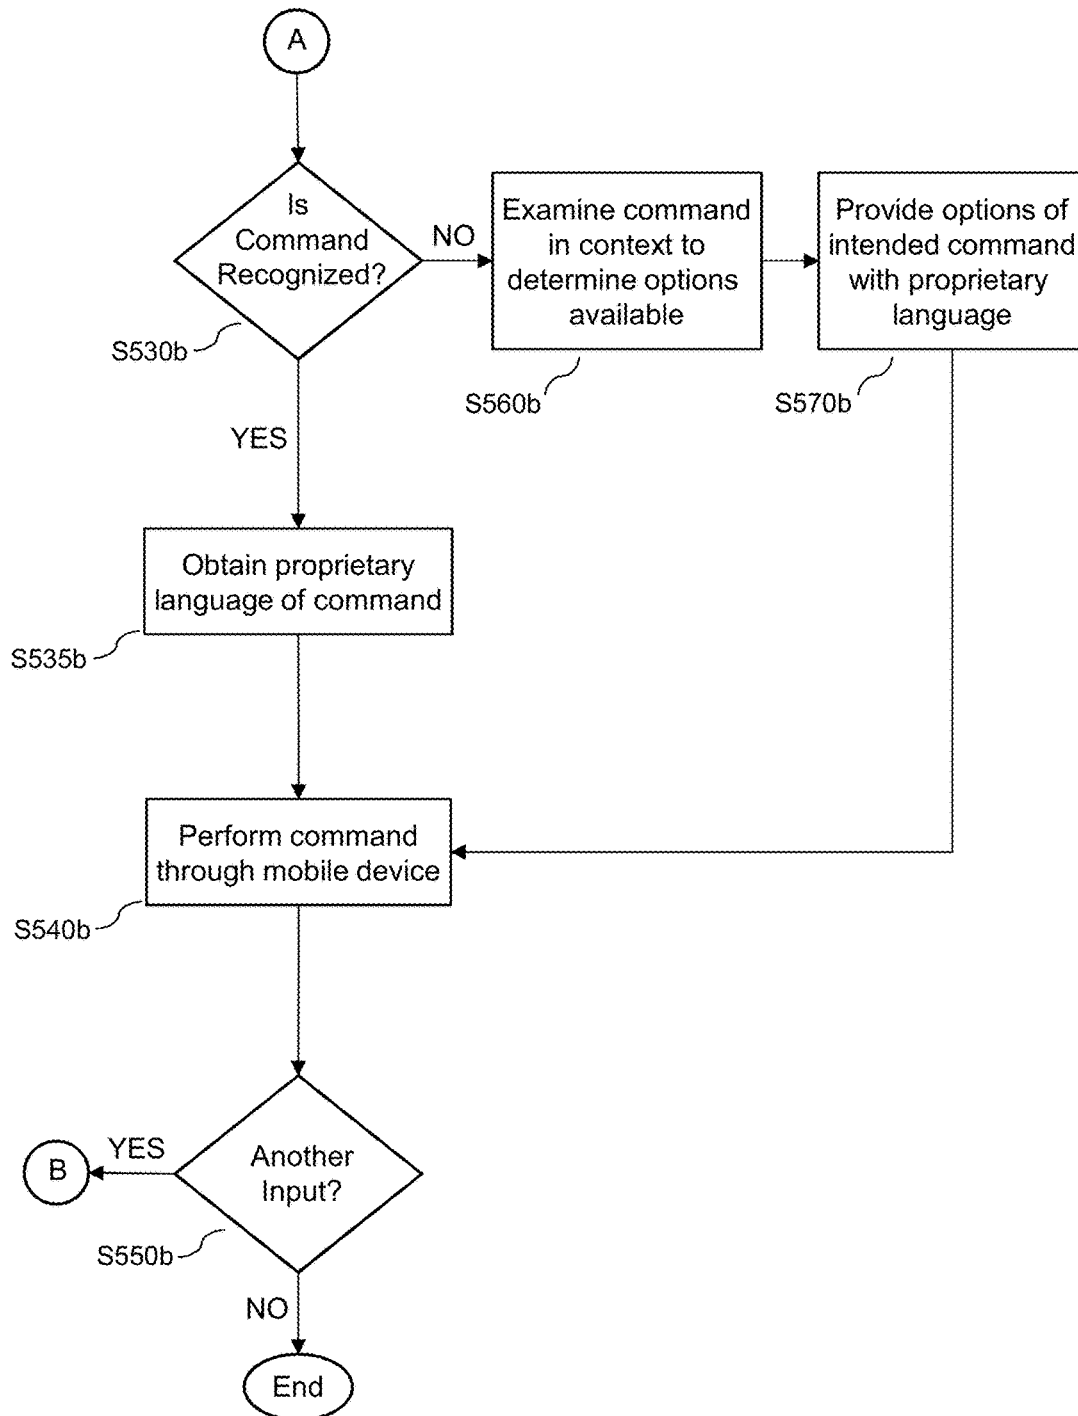 A
Is
Command
Recognized?
NO
Examine command
in context to
determine options
available
Provide options of
intended command
with proprietary
language
S530b
S560b
S570b
YES
Obtain proprietary
language of command
S535b
Perform command
through mobile device
S540b
B
YES
Another
Input?
S550b
NO
End